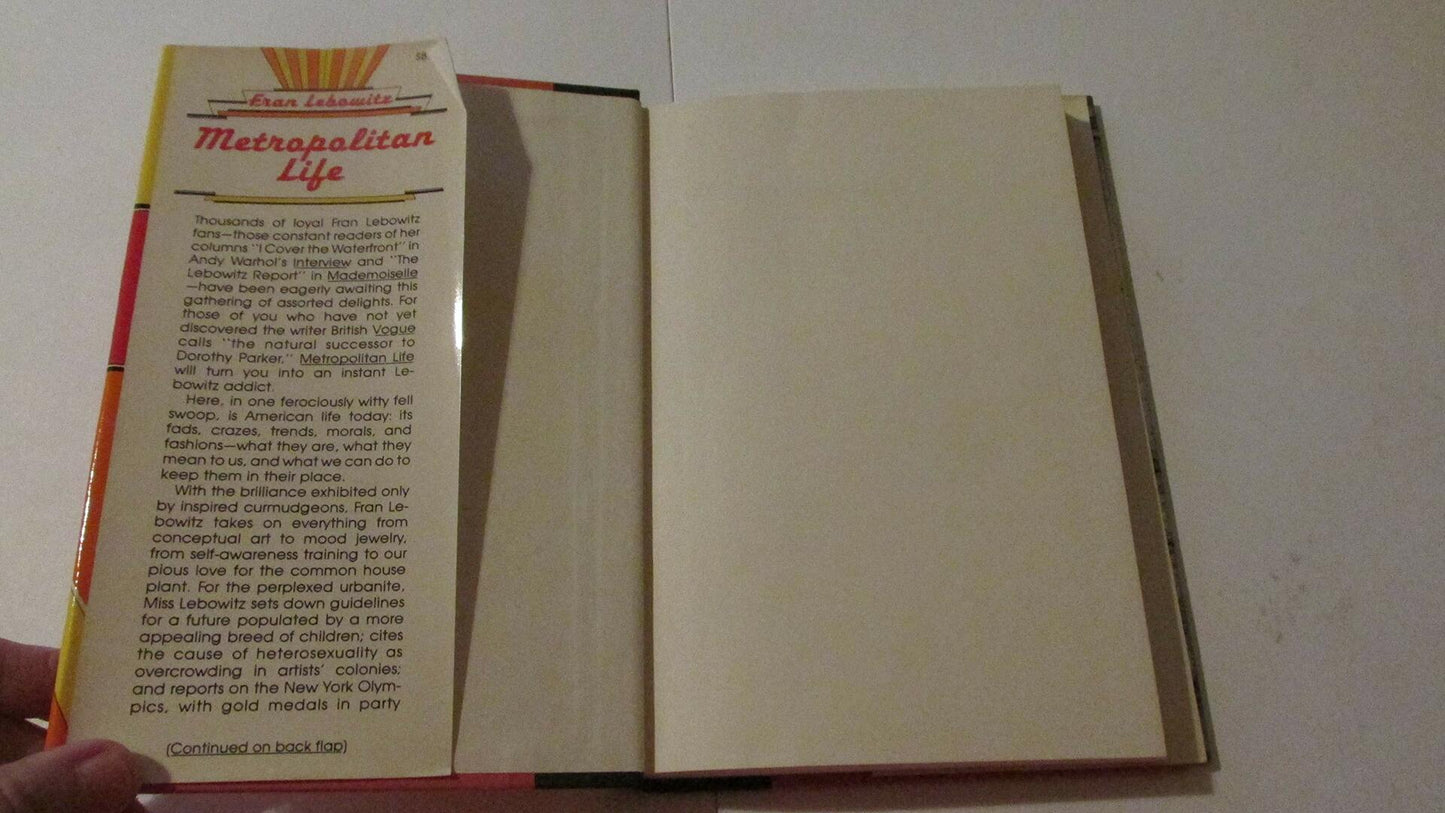 SB
Fran Lebowitz
Metropolitan
Life
Thousands of loyal Fran Lebowitz
fans—those constant readers of her
columns "I Cover the Waterfront" in
Andy Warhol's Interview and "The
Lebowitz Report" in Mademoiselle
—have been eagerly awaiting this
gathering of assorted delights. For
those of you who have not yet
discovered the writer British Vogue
calls "the natural successor to
Dorothy Parker," Metropolitan Life
will turn you into an instant Le-
bowitz addict.
Here, in one ferociously witty fell
swoop, is American life today: its
fads, crazes, trends, morals, and
fashions—what they are, what they
mean to us, and what we can do to
keep them in their place.
With the brilliance exhibited only
by inspired curmudgeons, Fran Le-
bowitz takes on everything from
conceptual art to mood jewelry,
from self-awareness training to our
pious love for the common house
plant. For the perplexed urbanite,
Miss Lebowitz sets down guidelines
for a future populated by a more
appealing breed of children; cites
the cause of heterosexuality as
overcrowding in artists' colonies;
and reports on the New York Olym-
pics, with gold medals in party
(Continued on back flap)